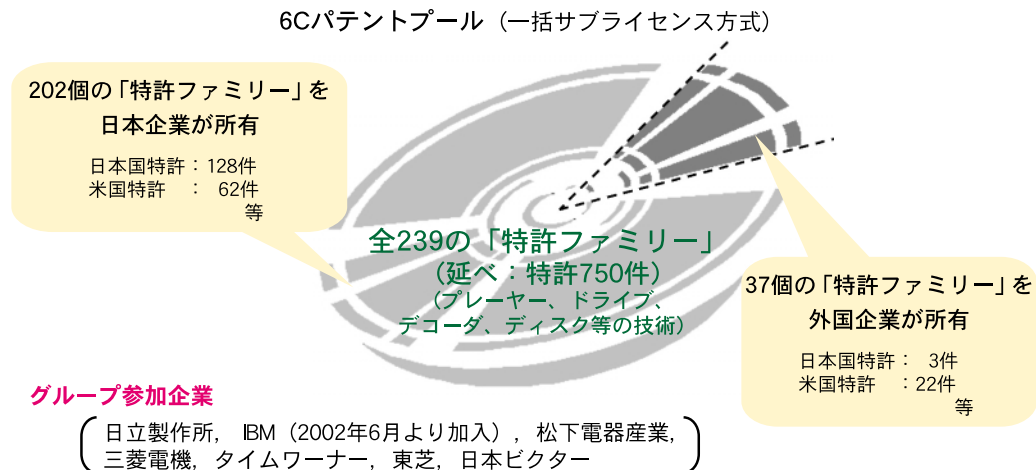 6Cパテントプール（一括サブライセンス方式）
202個の「特許ファミリー」を
日本企業が所有
日本国特許：128件
米国特許　：　62件
等
全239の「特許ファミリー」
（延べ：特許750件）
（プレーヤー、ドライブ、
デコーダ、ディスク等の技術）
37個の「特許ファミリー」を
外国企業が所有
日本国特許：　3件
米国特許　：22件
等
グループ参加企業
日立製作所,　IBM（2002年6月より加入）, 松下電器産業,
三菱電機,　タイムワーナー,　東芝,　日本ビクター